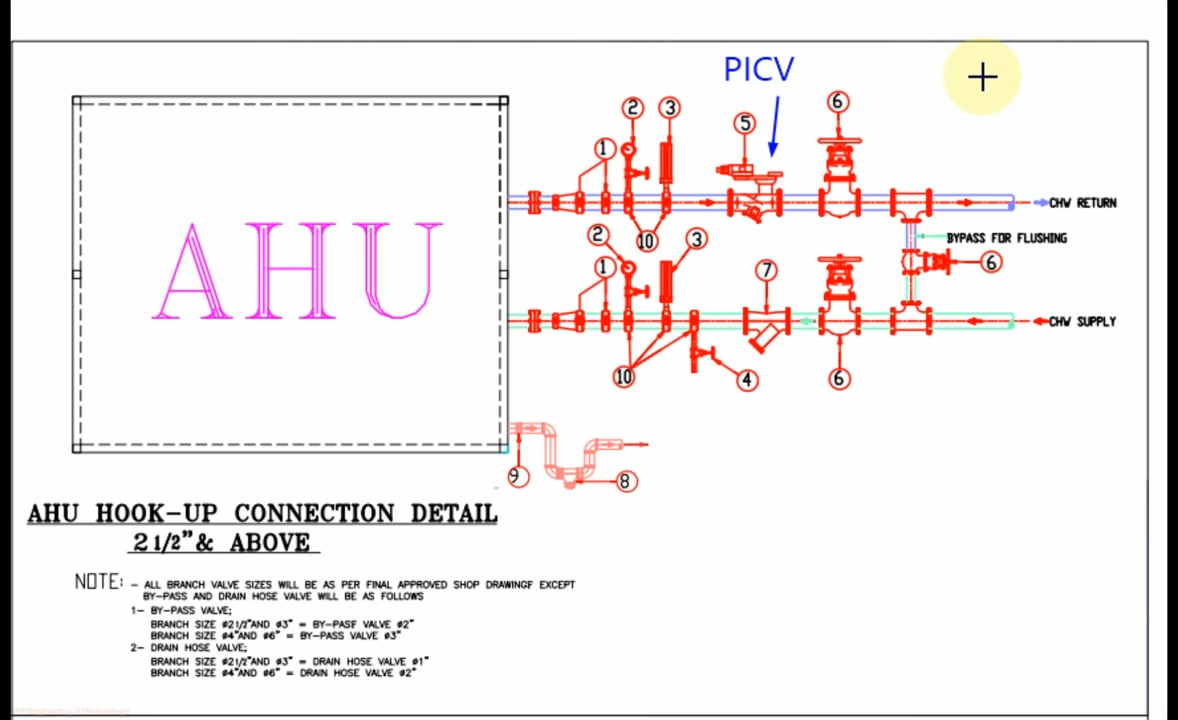 PICV
6
2
3
5
1
CHW RETURN
10
2
3
BYPASS FOR FLUSHING
6
1
7
CHW SUPPLY
10
4
6
AHU
9
8
AHU HOOK-UP CONNECTION DETAIL
2 1/2"& ABOVE
NOTE: - ALL BRANCH VALVE SIZES WILL BE AS PER FINAL APPROVED SHOP DRAWINGF EXCEPT
BY-PASS AND DRAIN HOSE VALVE WILL BE AS FOLLOWS
1- BY-PASS VALVE;
BRANCH SIZE ø21/2"AND ø3" = BY-PASF VALVE ø2"
BRANCH SIZE ø4"AND ø6" = BY-PASS VALVE ø3"
2- DRAIN HOSE VALVE;
BRANCH SIZE ø21/2"AND ø3" = DRAIN HOSE VALVE ø1"
BRANCH SIZE ø4"AND ø6" = DRAIN HOSE VALVE ø2"